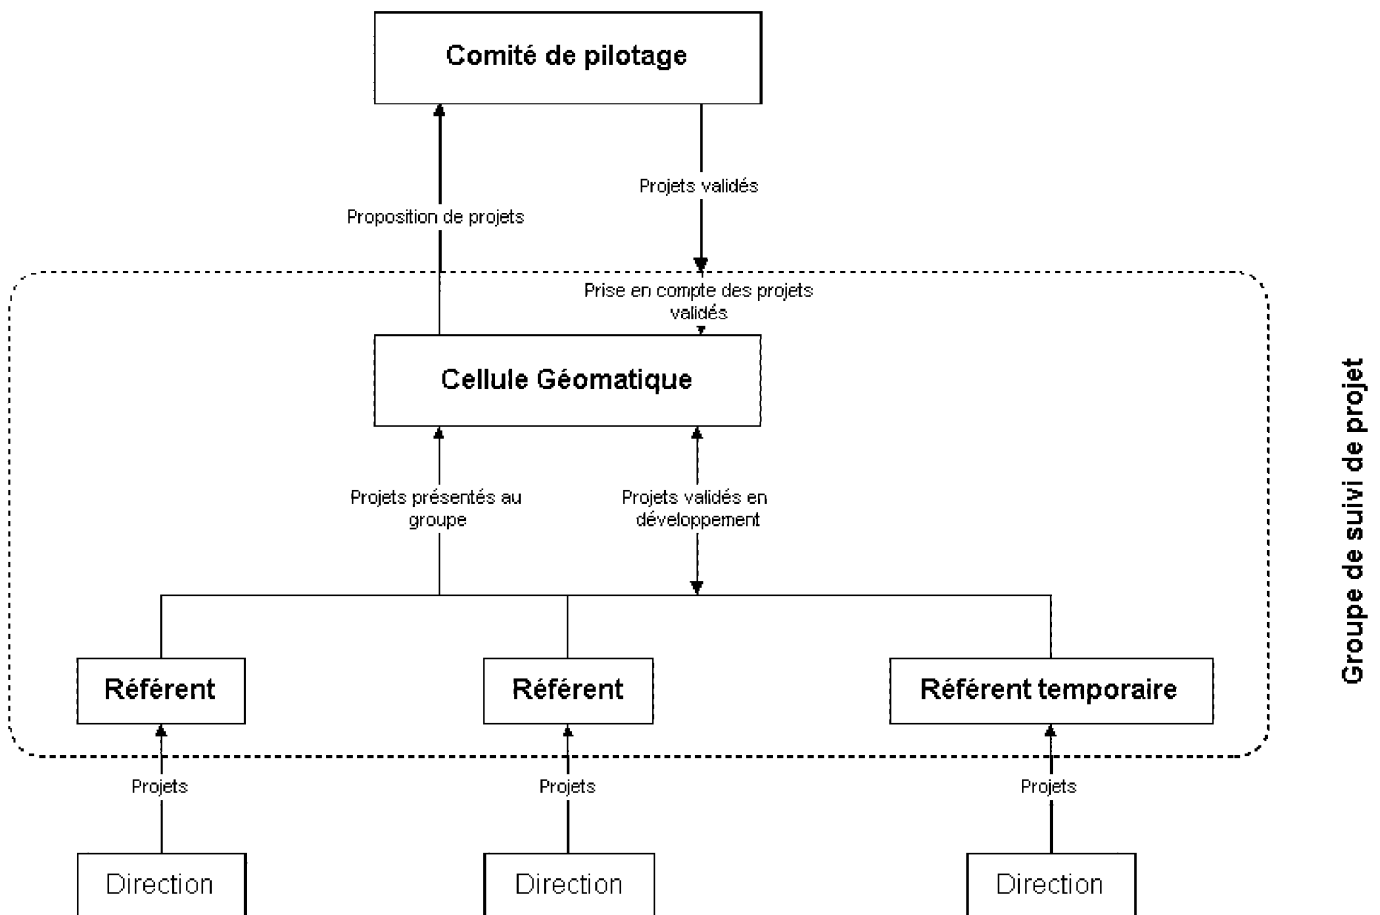 Comité de pilotage
Projets validés
Proposition de projets
Prise en compte des projets
validés
Cellule Géomatique
Projets présentés au
groupe
Projets validés en
développement
Groupe de suivi de projet
Référent
Référent
Référent temporaire
Projets
Projets
Projets
Direction
Direction
Direction